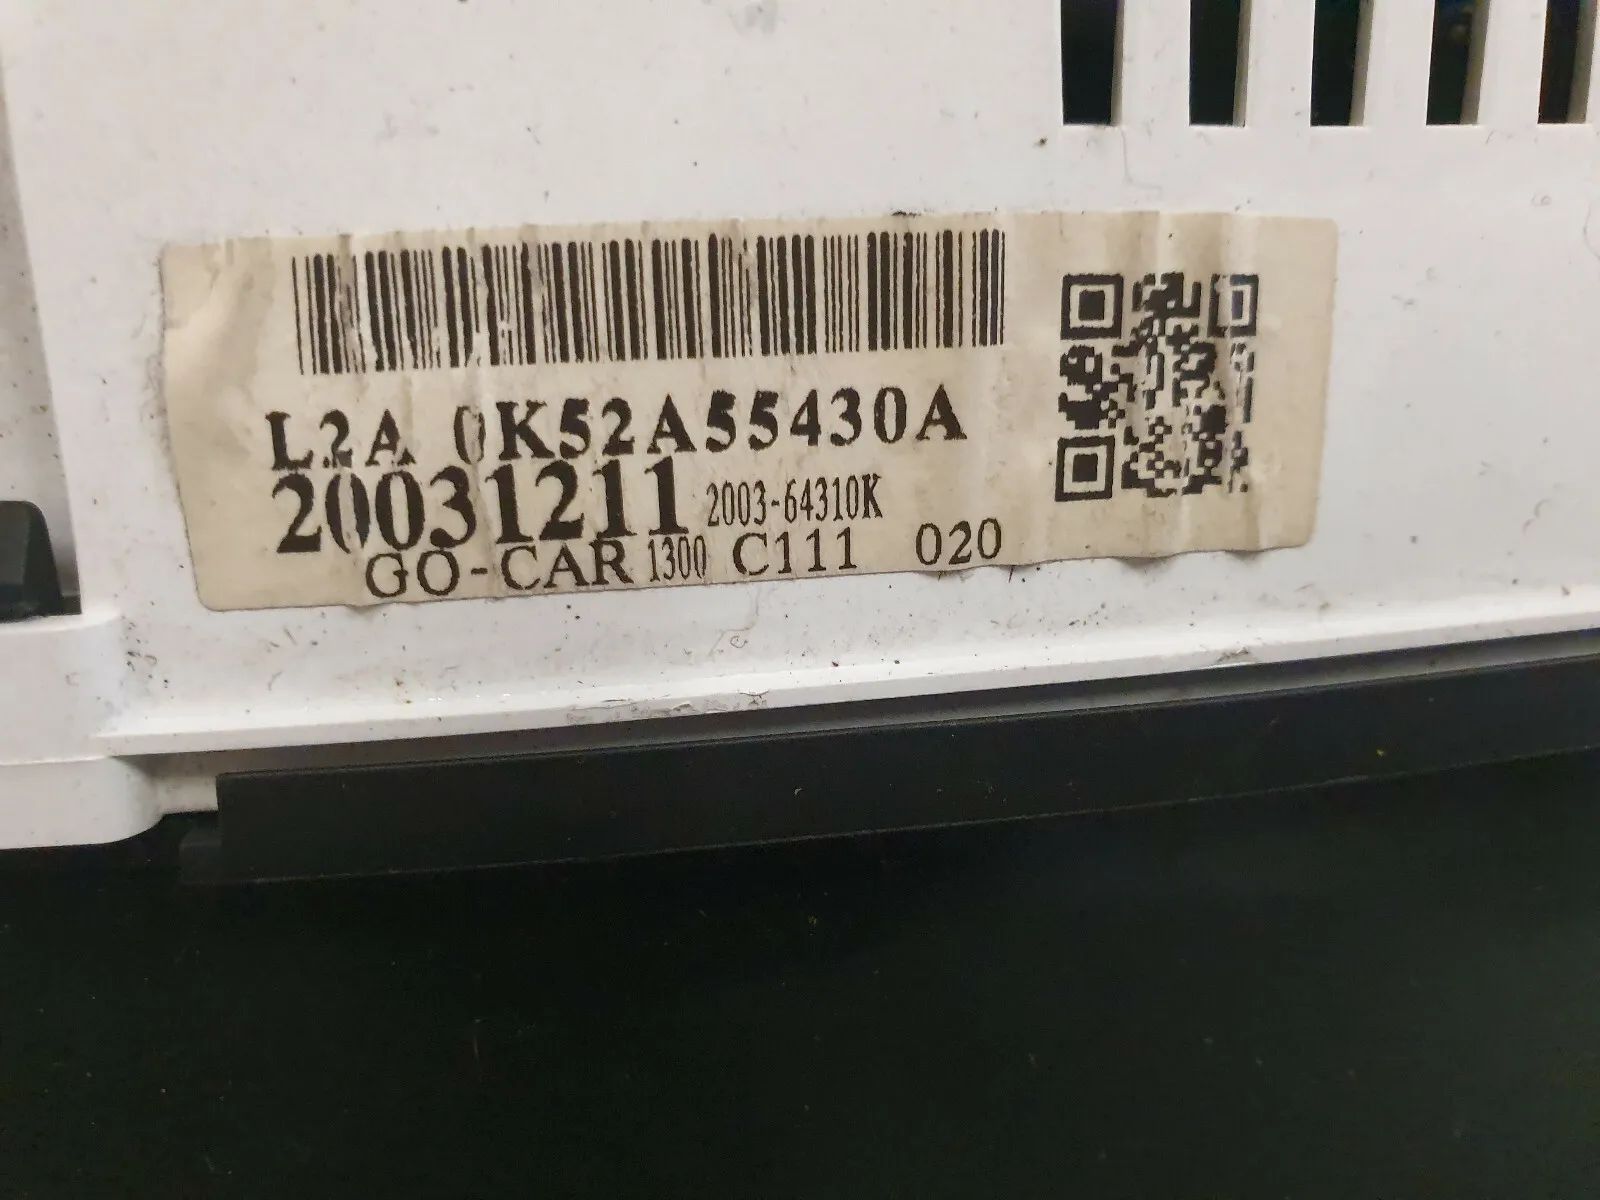 L2A 0K52A55430A
20031211 2003-64310K
GO-CAR 1300 C111 020